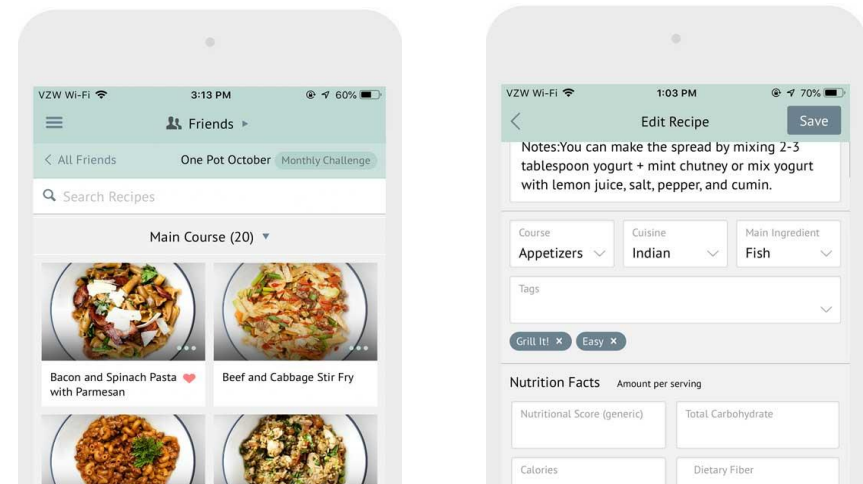 VZW Wi-Fi 3:13 PM 60%
Friends
All Friends One Pot October Monthly Challenge
Search Recipes
Main Course (20)
Bacon and Spinach Pasta
with Parmesan
Beef and Cabbage Stir Fry
VZW Wi-Fi 1:03 PM 70%
Edit Recipe Save
Notes:You can make the spread by mixing 2-3
tablespoon yogurt + mint chutney or mix yogurt
with lemon juice, salt, pepper, and cumin.
Course Cuisine Main Ingredient
Appetizers Indian Fish
Tags
Grill It! × Easy ×
Nutrition Facts Amount per serving
Nutritional Score (generic) Total Carbohydrate
Calories Dietary Fiber